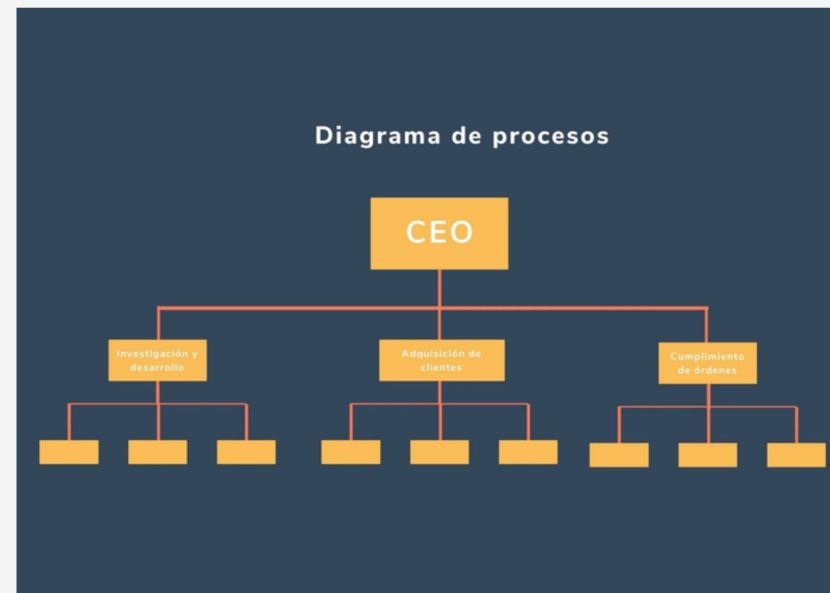 Diagrama de procesos
CEO
Investigación y
desarrollo
Adquisición de
clientes
Cumplimiento
de órdenes